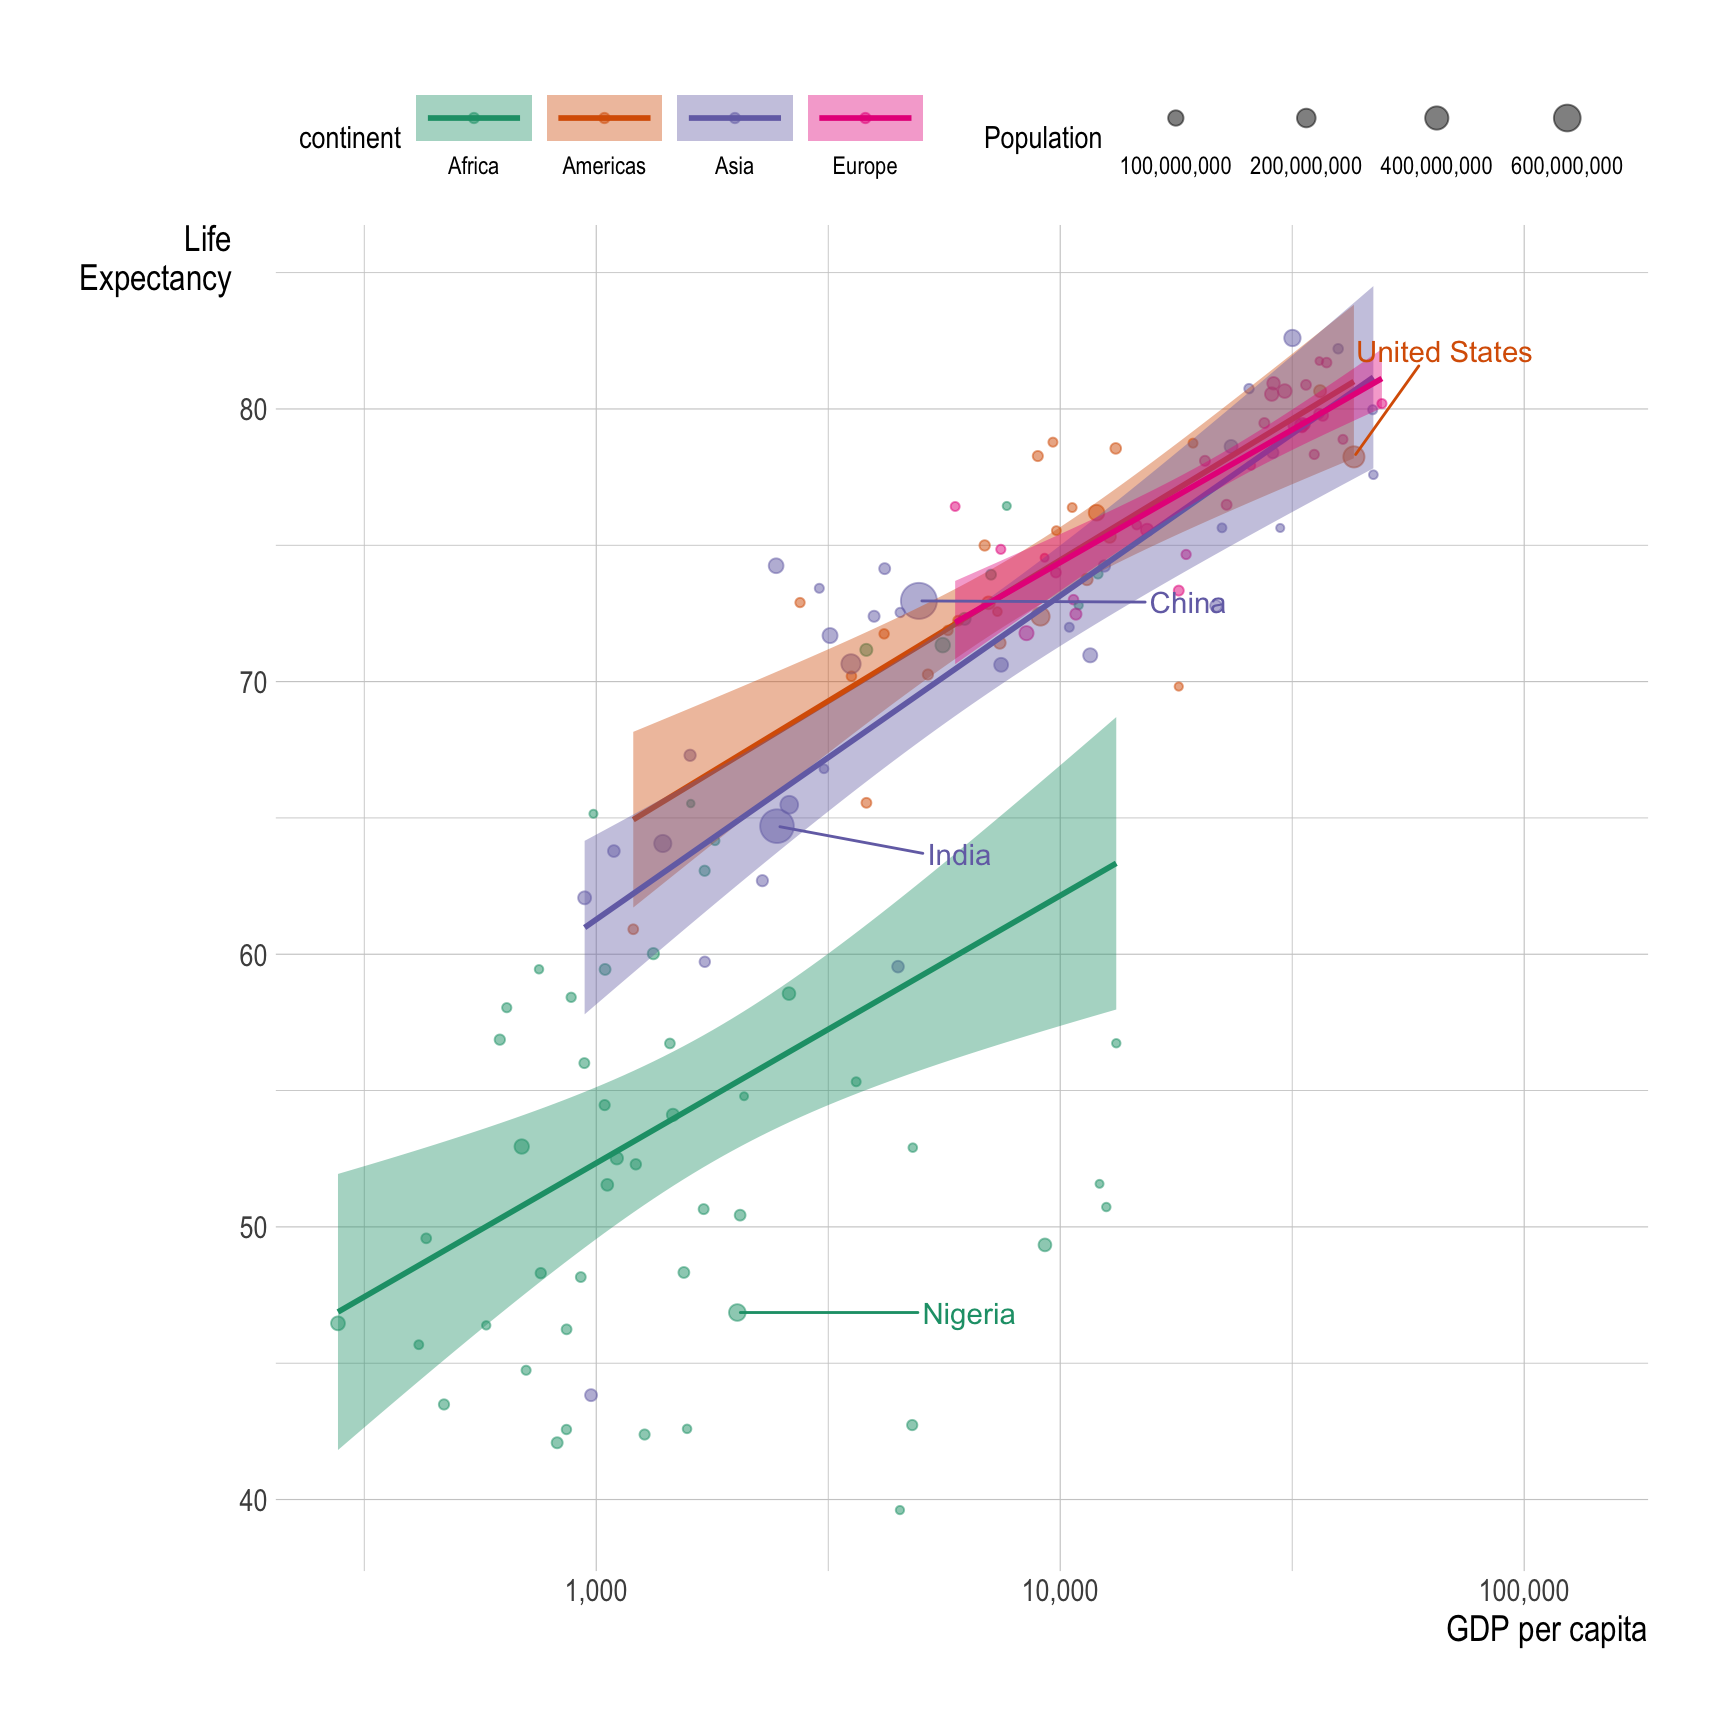 continent
Africa
Americas
Asia
Europe
Population
100,000,000
200,000,000
400,000,000
600,000,000
Life
Expectancy
United States
80
China
70
India
60
50
Nigeria
40
1,000
10,000
100,000
GDP per capita